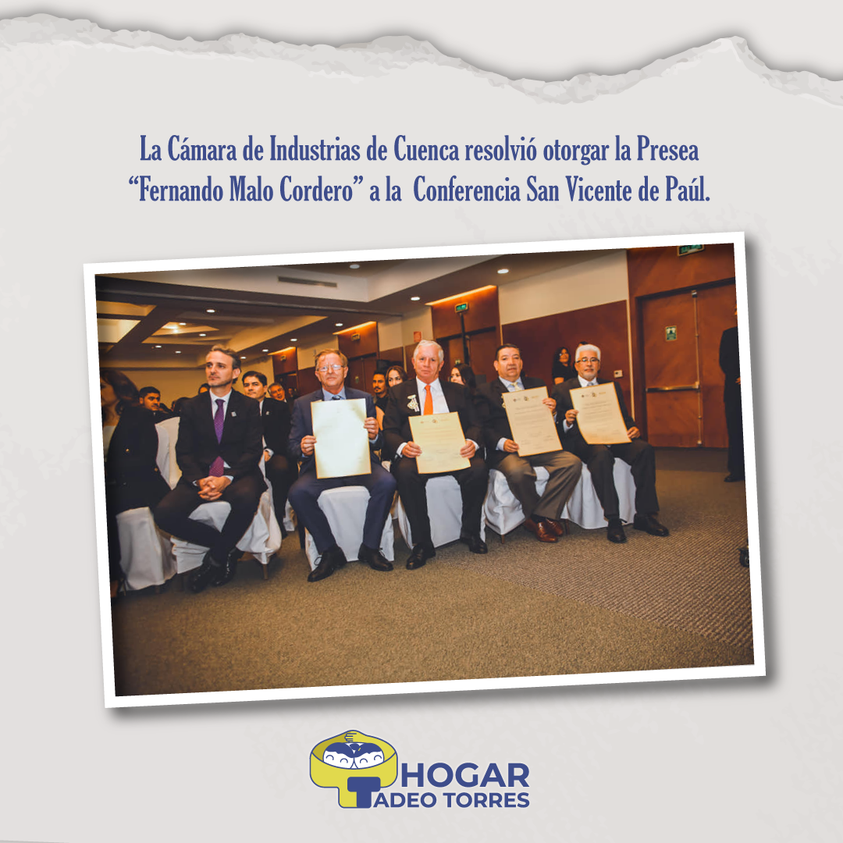 La Cámara de Industrias de Cuenca resolvió otorgar la Presea
“Fernando Malo Cordero” a la  Conferencia San Vicente de Paúl.
HOGAR
TADEO TORRES